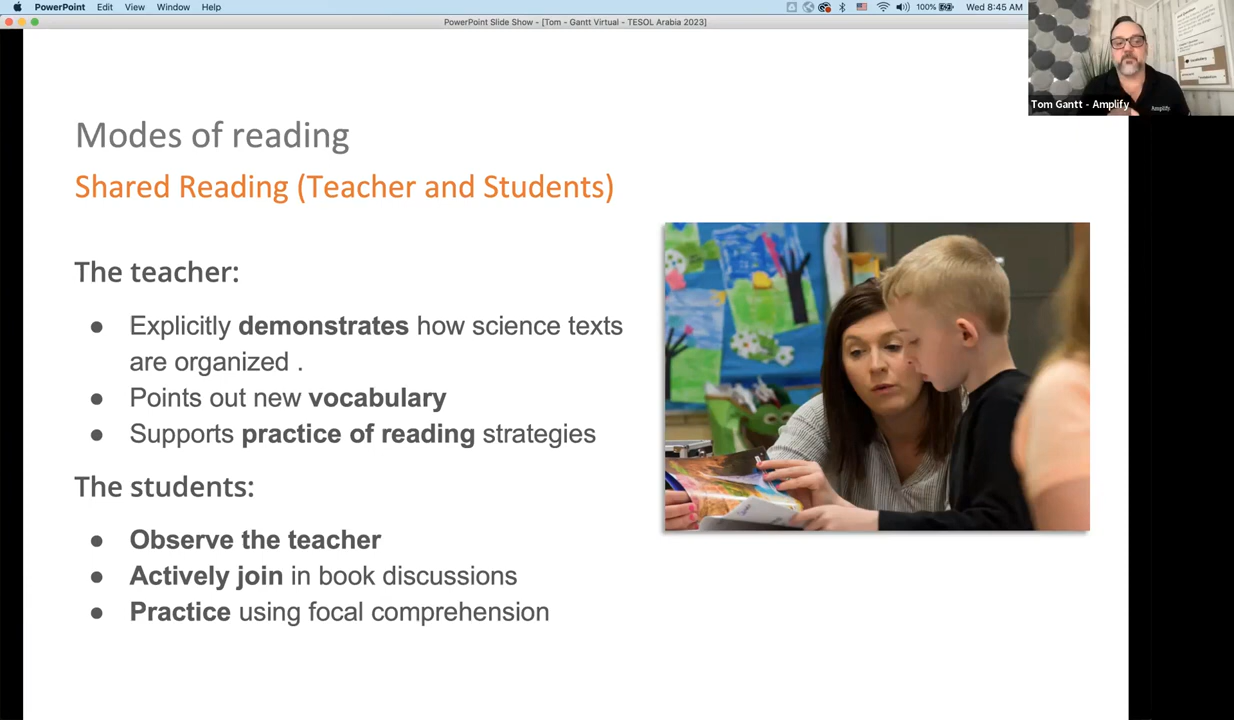 PowerPoint Edit View Window Help
100% Wed 8:45 AM
PowerPoint Slide Show - [Tom - Gantt Virtual - TESOL Arabia 2023]
Amplify
Tom Gantt - Amplify
Modes of reading
Shared Reading (Teacher and Students)
The teacher:
● Explicitly demonstrates how science texts
are organized .
● Points out new vocabulary
● Supports practice of reading strategies
The students:
● Observe the teacher
● Actively join in book discussions
● Practice using focal comprehension